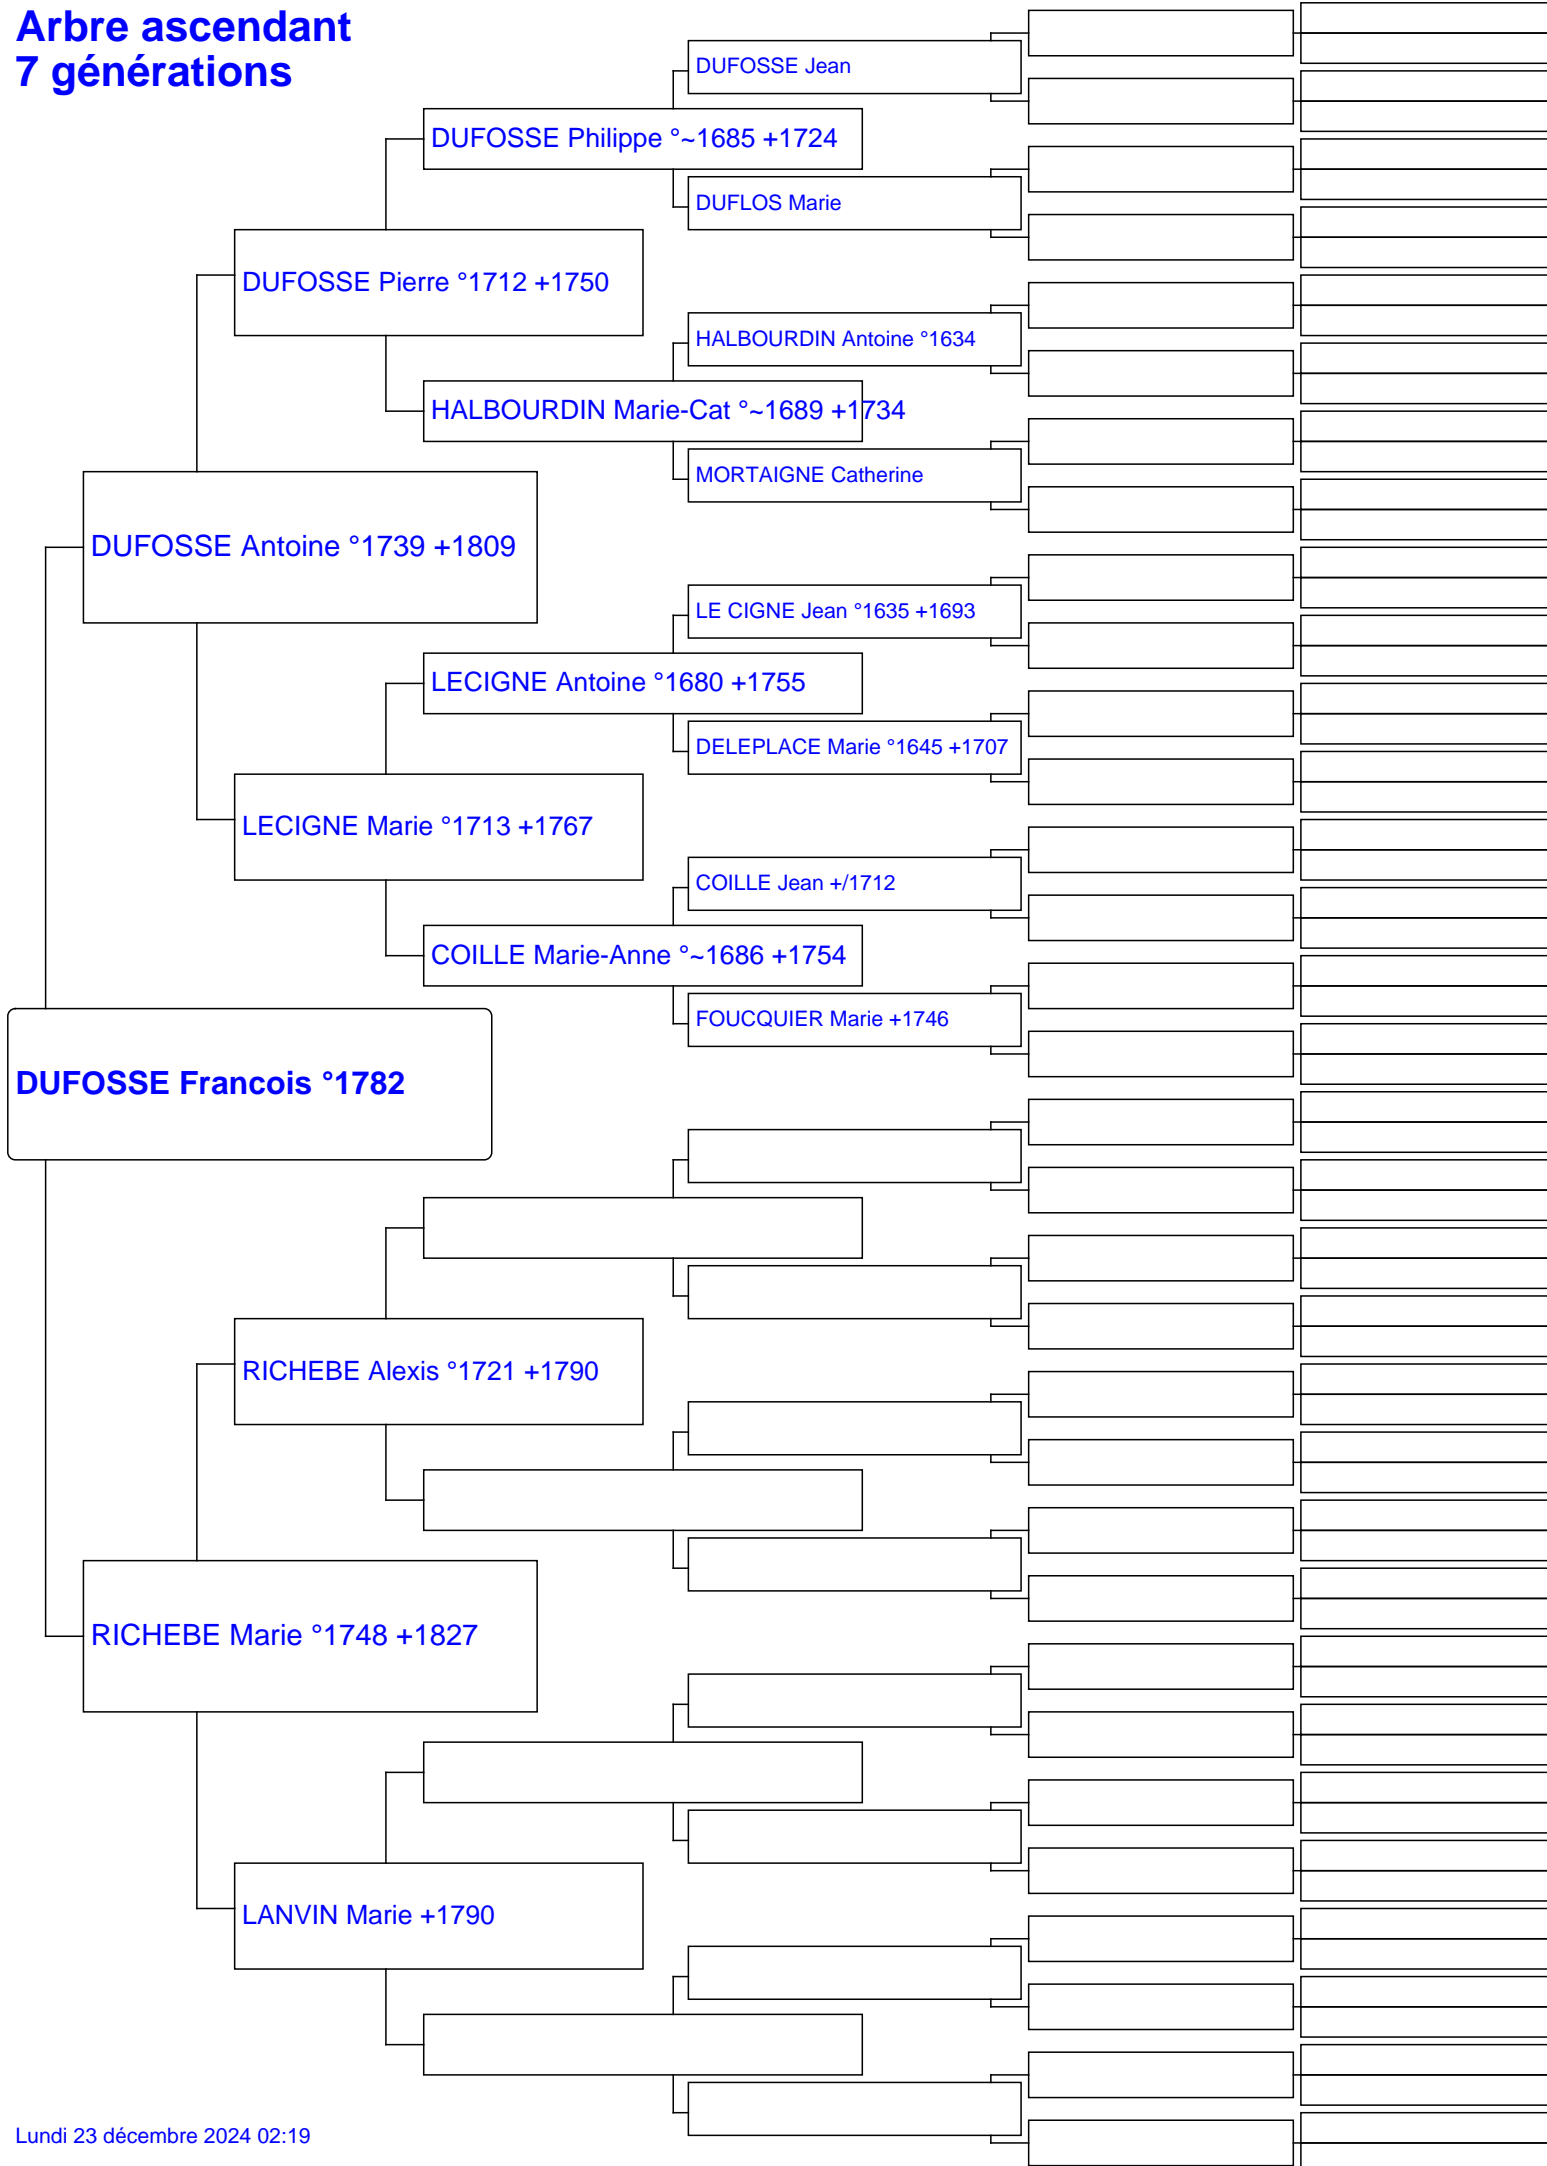 Arbre ascendant
7 générations
DUFOSSE Jean
DUFOSSE Philippe °~1685 +1724
DUFLOS Marie
DUFOSSE Pierre °1712 +1750
HALBOURDIN Antoine °1634
HALBOURDIN Marie-Cat °~1689 +1734
MORTAIGNE Catherine
DUFOSSE Antoine °1739 +1809
LE CIGNE Jean °1635 +1693
LECIGNE Antoine °1680 +1755
DELEPLACE Marie °1645 +1707
LECIGNE Marie °1713 +1767
COILLE Jean +/1712
COILLE Marie-Anne °~1686 +1754
FOUCQUIER Marie +1746
DUFOSSE Francois °1782
RICHEBE Alexis °1721 +1790
RICHEBE Marie °1748 +1827
LANVIN Marie +1790
Lundi 23 décembre 2024 02:19